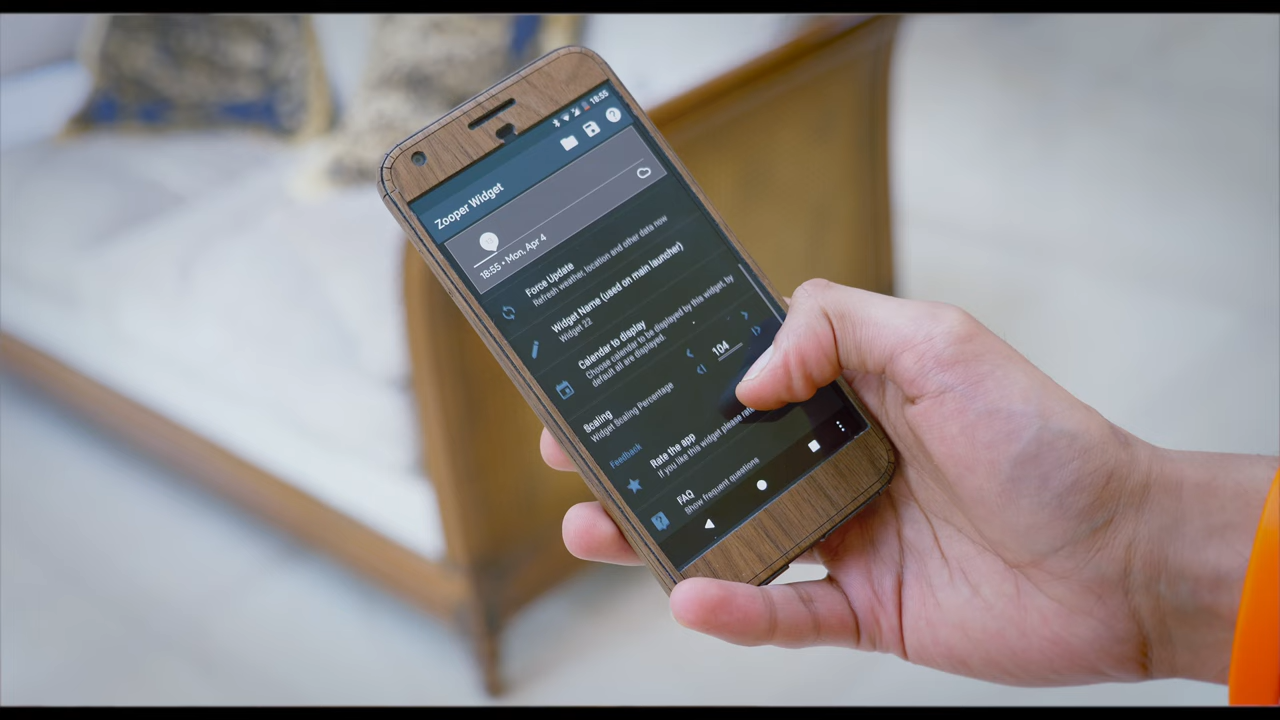 18:55
Zooper Widget
18:55 • Mon, Apr 4
Force Update
Refresh weather, location and other data now
Widget Name (used on main launcher)
Widget 22
Calendar to display
Choose calendar to be displayed by this widget, by
default all are displayed.
Scaling
Widget Scaling Percentage
104
Feedback
Rate the app
If you like this widget please
FAQ
Show frequent questions